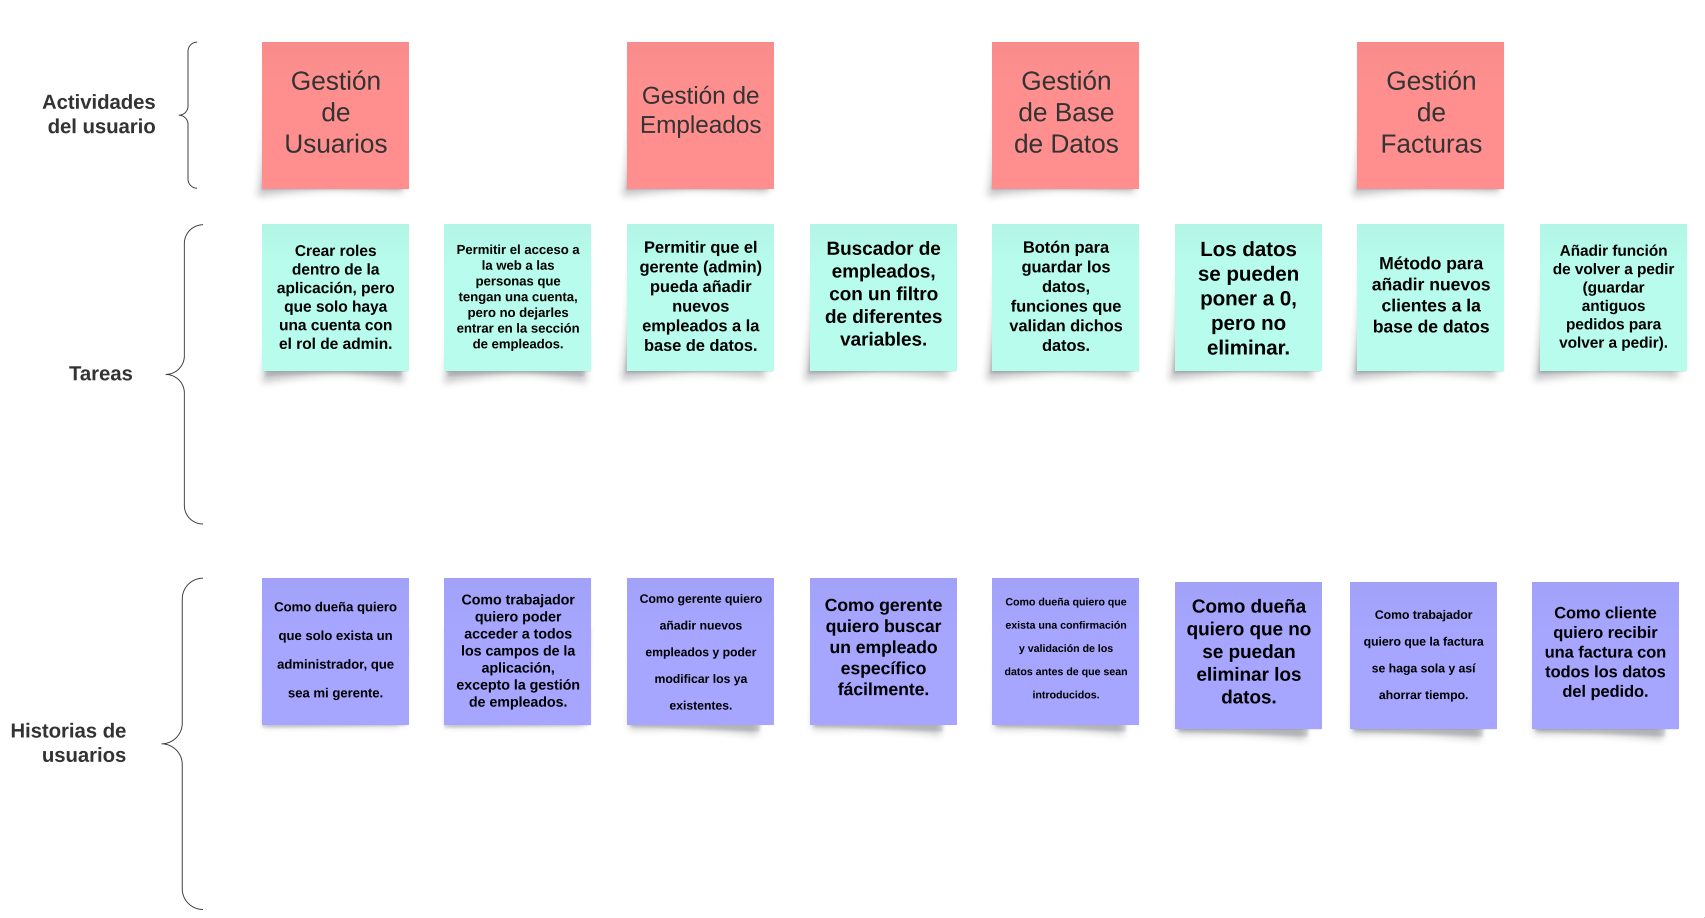 Actividades
del usuario
Gestión
de
Usuarios
Gestión de
Empleados
Gestión
de Base
de Datos
Gestión
de
Facturas
Tareas
Crear roles
dentro de la
aplicación, pero
que solo haya
una cuenta con
el rol de admin.
Permitir el acceso a
la web a las
personas que
tengan una cuenta,
pero no dejarles
entrar en la sección
de empleados.
Permitir que el
gerente (admin)
pueda añadir
nuevos
empleados a la
base de datos.
Buscador de
empleados,
con un filtro
de diferentes
variables.
Botón para
guardar los
datos,
funciones que
validan dichos
datos.
Los datos
se pueden
poner a 0,
pero no
eliminar.
Método para
añadir nuevos
clientes a la
base de datos
Añadir función
de volver a pedir
(guardar
antiguos
pedidos para
volver a pedir).
Historias de
usuarios
Como dueña quiero
que solo exista un
administrador, que
sea mi gerente.
Como trabajador
quiero poder
acceder a todos
los campos de la
aplicación,
excepto la gestión
de empleados.
Como gerente quiero
añadir nuevos
empleados y poder
modificar los ya
existentes.
Como gerente
quiero buscar
un empleado
específico
fácilmente.
Como dueña quiero que
exista una confirmación
y validación de los
datos antes de que sean
introducidos.
Como dueña
quiero que no
se puedan
eliminar los
datos.
Como trabajador
quiero que la factura
se haga sola y así
ahorrar tiempo.
Como cliente
quiero recibir
una factura con
todos los datos
del pedido.